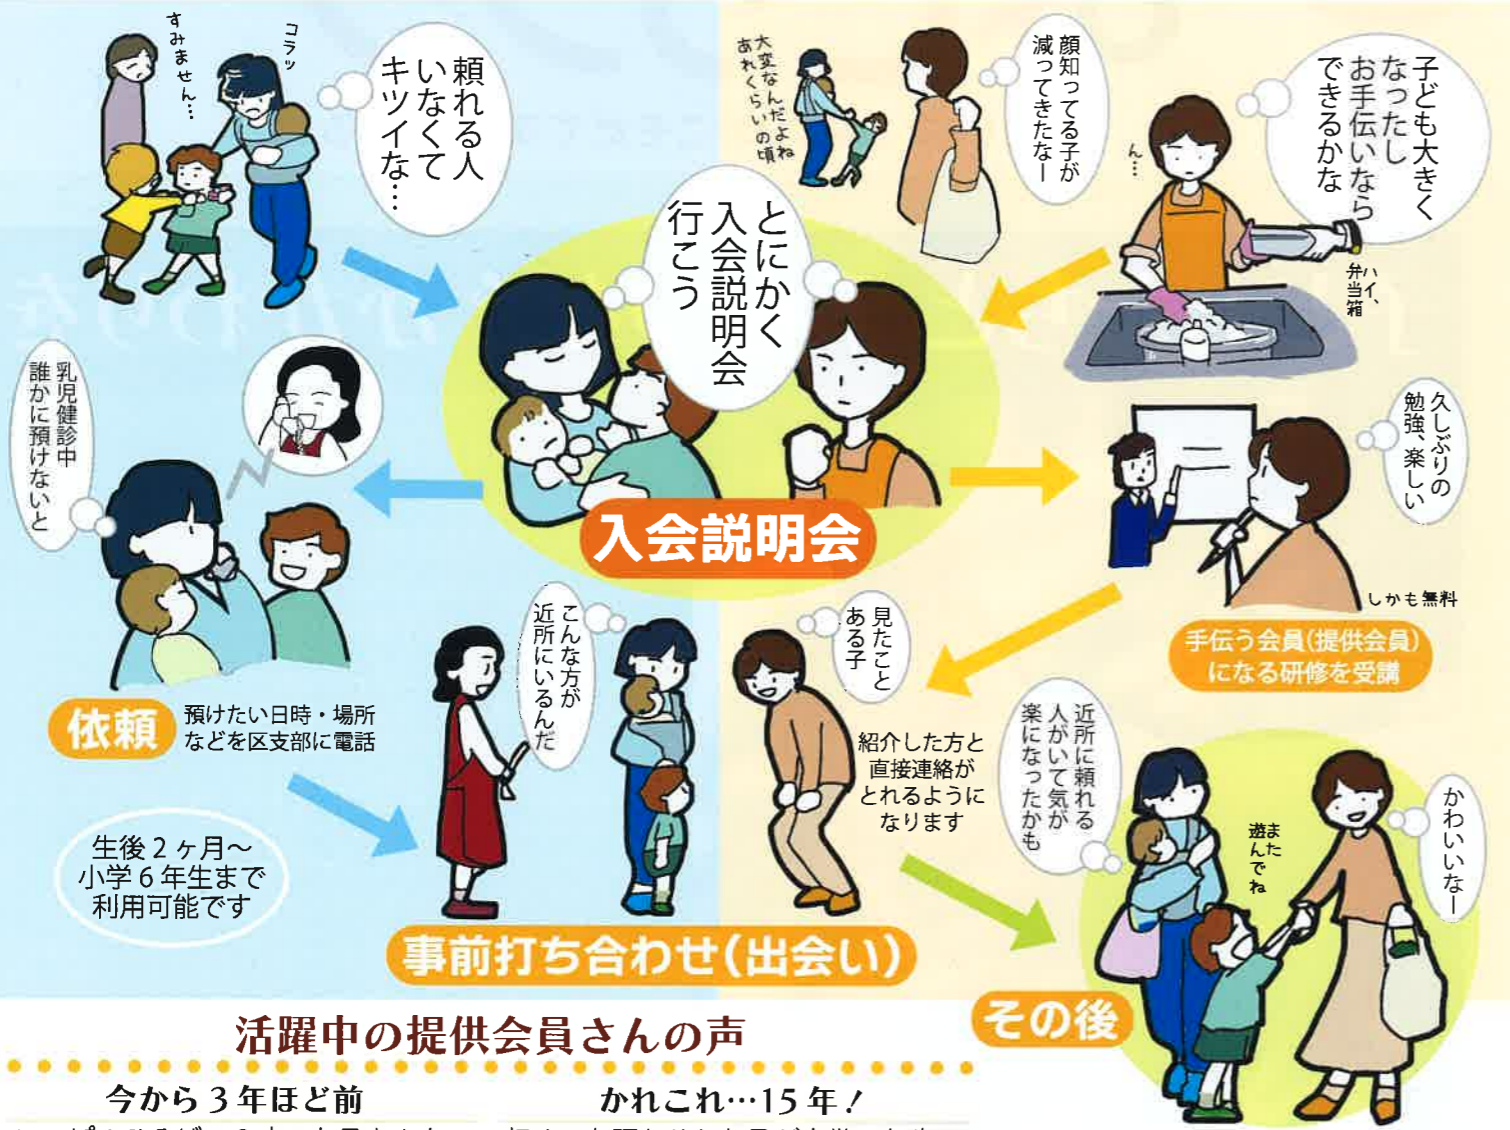 すみません…
コラッ
頼れる人
いなくて
キツイな…
大変なんだよね
あれくらいの頃
顔知ってる子が
減ってきたなー
子ども大きく
なったし
お手伝いなら
できるかな
ん…
ハイ、
弁当箱
とにかく
入会説明会
行こう
入会説明会
乳児健診中
誰かに預けないと
久しぶりの
勉強、楽しい
しかも無料
手伝う会員(提供会員)
になる研修を受講
依頼
預けたい日時・場所
などを区支部に電話
生後2ヶ月～
小学6年生まで
利用可能です
こんな方が
近所にいるんだ
見たこと
ある子
紹介した方と
直接連絡が
とれるように
なります
事前打ち合わせ(出会い)
近所に頼れる
人がいて気が
楽になったかも
また
遊んでね
かわいいなー
その後
活躍中の提供会員さんの声
今から3年ほど前
かれこれ…15年！